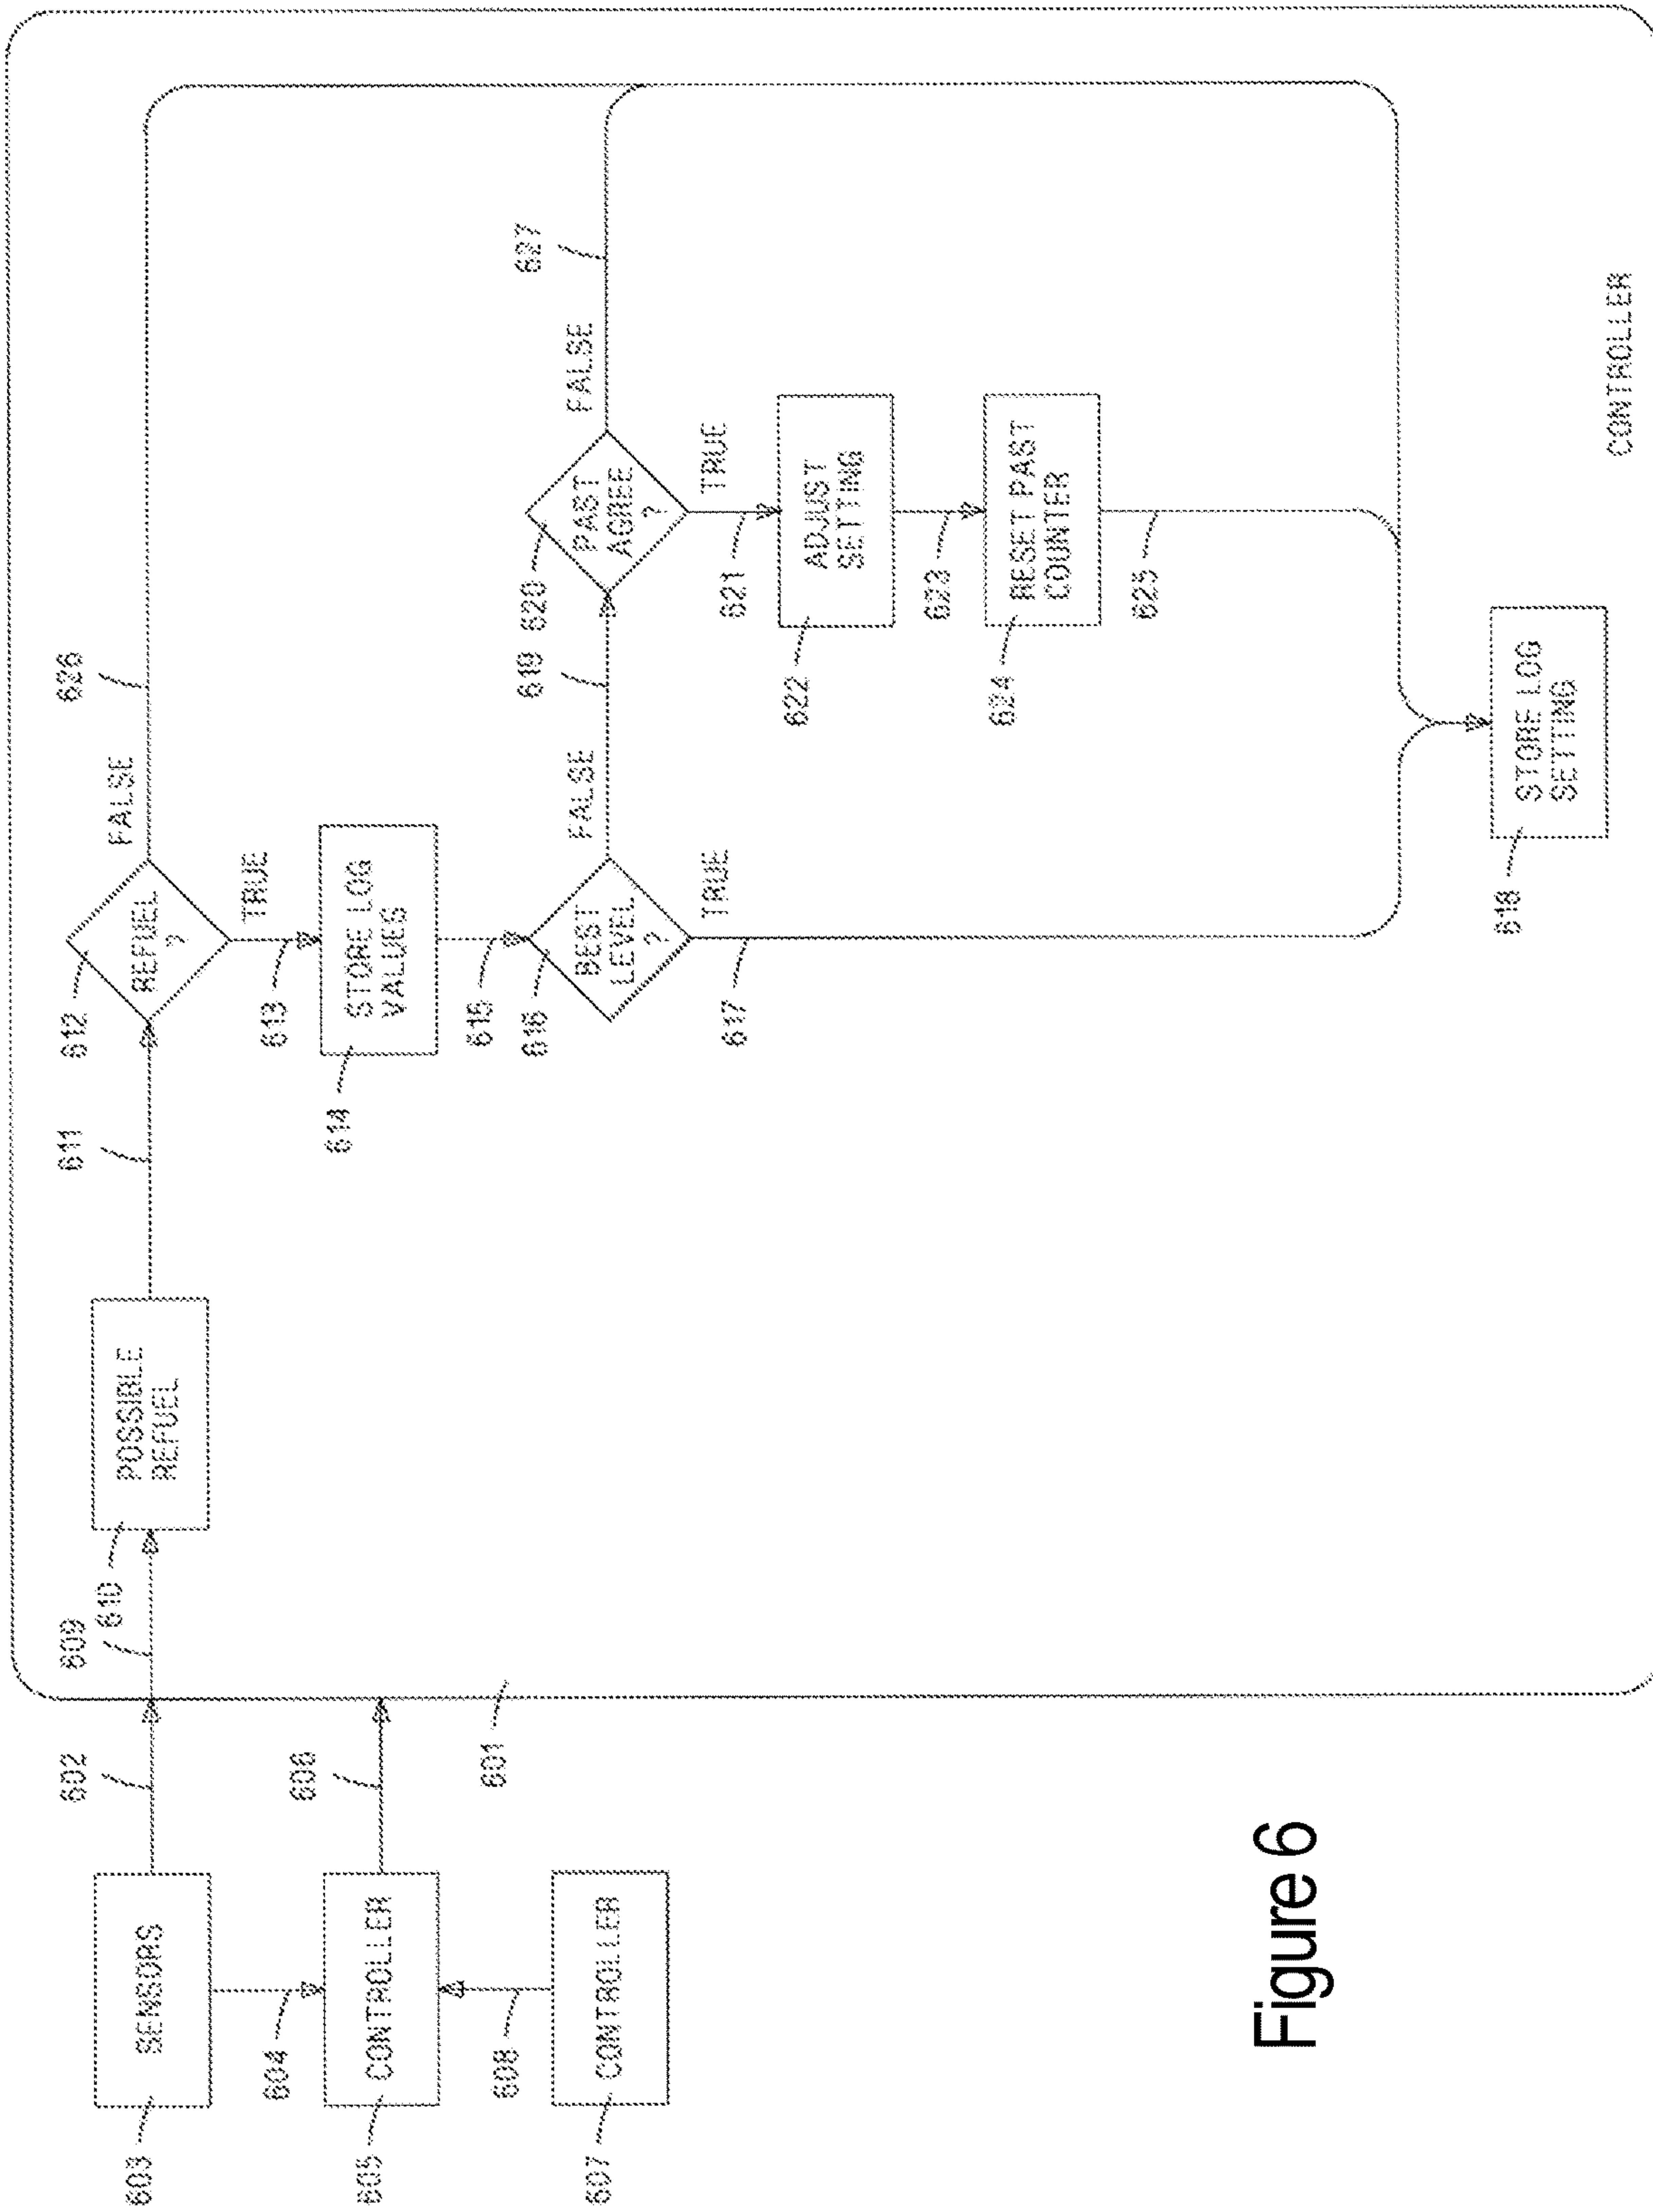 603
SENSORS
602
609
610
POSSIBLE
REFUEL
611
612
REFUEL
?
FALSE
626
604
613
TRUE
605
CONTROLLER
606
614
STORE LOG
VALUES
608
615
607
CONTROLLER
601
616
BEST
LEVEL
?
FALSE
619
620
PAST
AGREE
?
FALSE
627
617
TRUE
621
TRUE
622
ADJUST
SETTING
623
624
RESET PAST
COUNTER
625
618
STORE LOG
SETTING
CONTROLLER
Figure 6